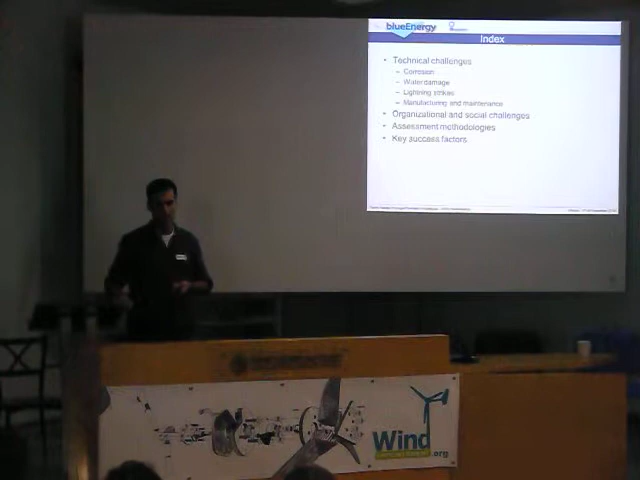 blueEnergy
Index
• Technical challenges
– Corrosion
– Water damage
– Lightning strikes
– Manufacturing and maintenance
• Organizational and social challenges
• Assessment methodologies
• Key success factors
Wind
.org